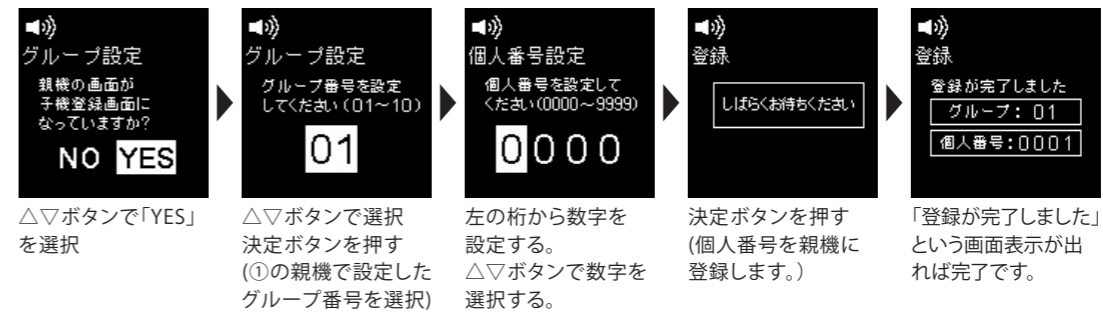 グループ設定
親機の画面が
子機登録画面に
なっていますか?
NO YES
△▽ボタンで「YES」
を選択
グループ設定
グループ番号を設定
してください(01~10)
01
△▽ボタンで選択
決定ボタンを押す
(①の親機で設定した
グループ番号を選択)
個人番号設定
個人番号を設定して
ください(0000~9999)
0000
左の桁から数字を
設定する。
△▽ボタンで数字を
選択する。
登録
しばらくお待ちください
決定ボタンを押す
(個人番号を親機に
登録します。)
登録
登録が完了しました
グループ: 01
個人番号:0001
「登録が完了しました」
という画面表示が出
れば完了です。